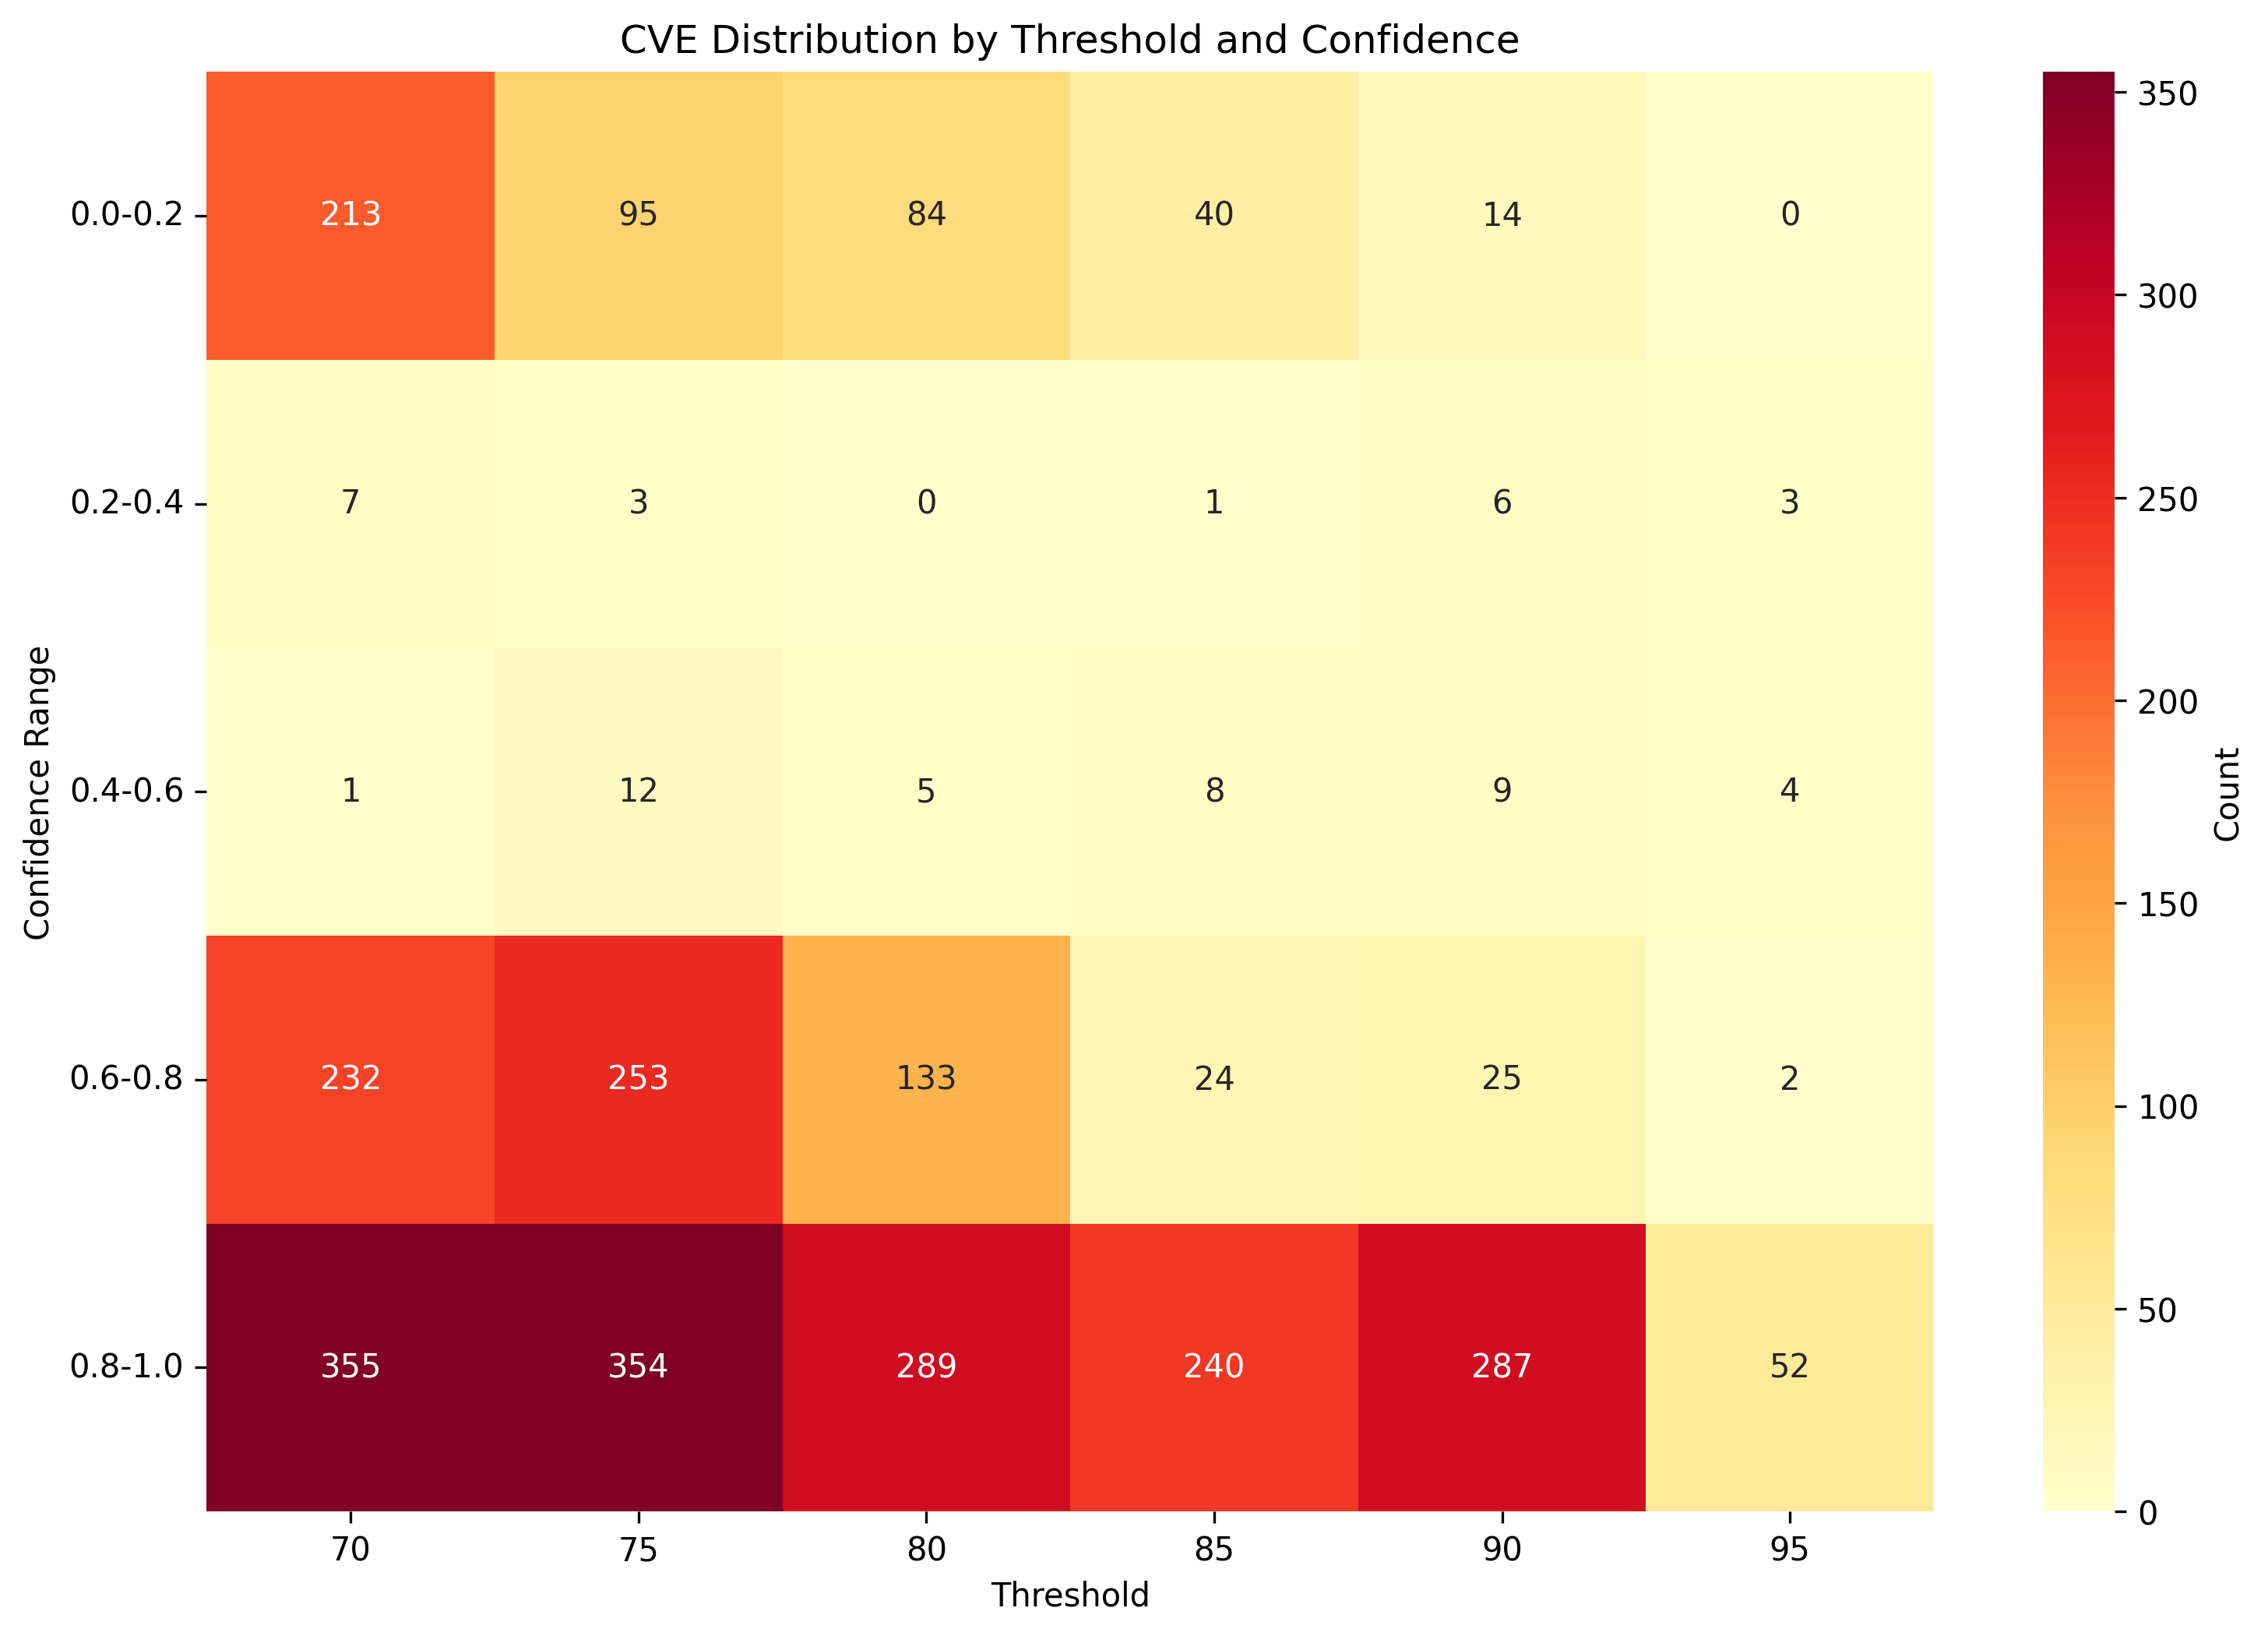 CVE Distribution by Threshold and Confidence
Confidence Range
0.0-0.2 213 95 84 40 14 0
0.2-0.4 7 3 0 1 6 3
0.4-0.6 1 12 5 8 9 4
0.6-0.8 232 253 133 24 25 2
0.8-1.0 355 354 289 240 287 52
70 75 80 85 90 95
Threshold
350
300
250
200
150
100
50
0
Count